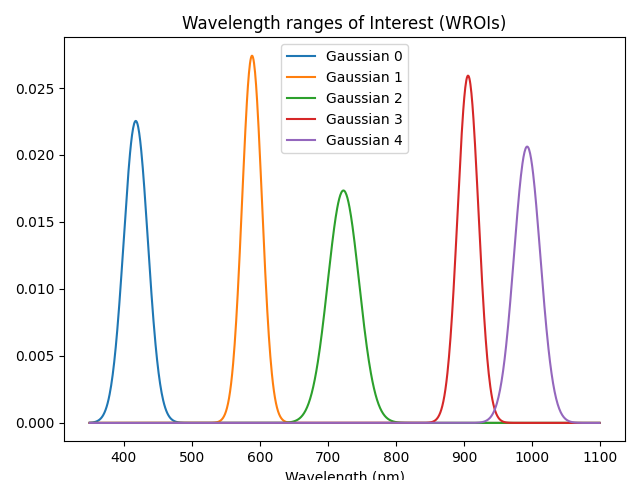 Wavelength ranges of Interest (WROIs)
Gaussian 0
Gaussian 1
Gaussian 2
Gaussian 3
Gaussian 4
0.025
0.020
0.015
0.010
0.005
0.000
400 500 600 700 800 900 1000 1100
Wavelength (nm)